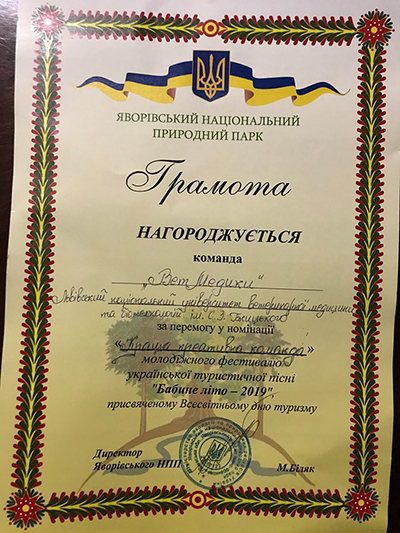 ЯВОРІВСЬКИЙ НАЦІОНАЛЬНИЙ
ПРИРОДНИЙ ПАРК
Грамота
НАГОРОДЖУЄТЬСЯ
команда
„Вет Медики"
Львівський національний університет ветеринарної медицини
та біотехнологій ім. С.З. Ґжицького
за перемогу у номінації
«Краща креативна команда»
молодіжного фестивалю
української туристичної пісні
"Бабине літо – 2019",
присвяченому Всесвітньому дню туризму
Директор
Яворівського НПП
М.Біляк